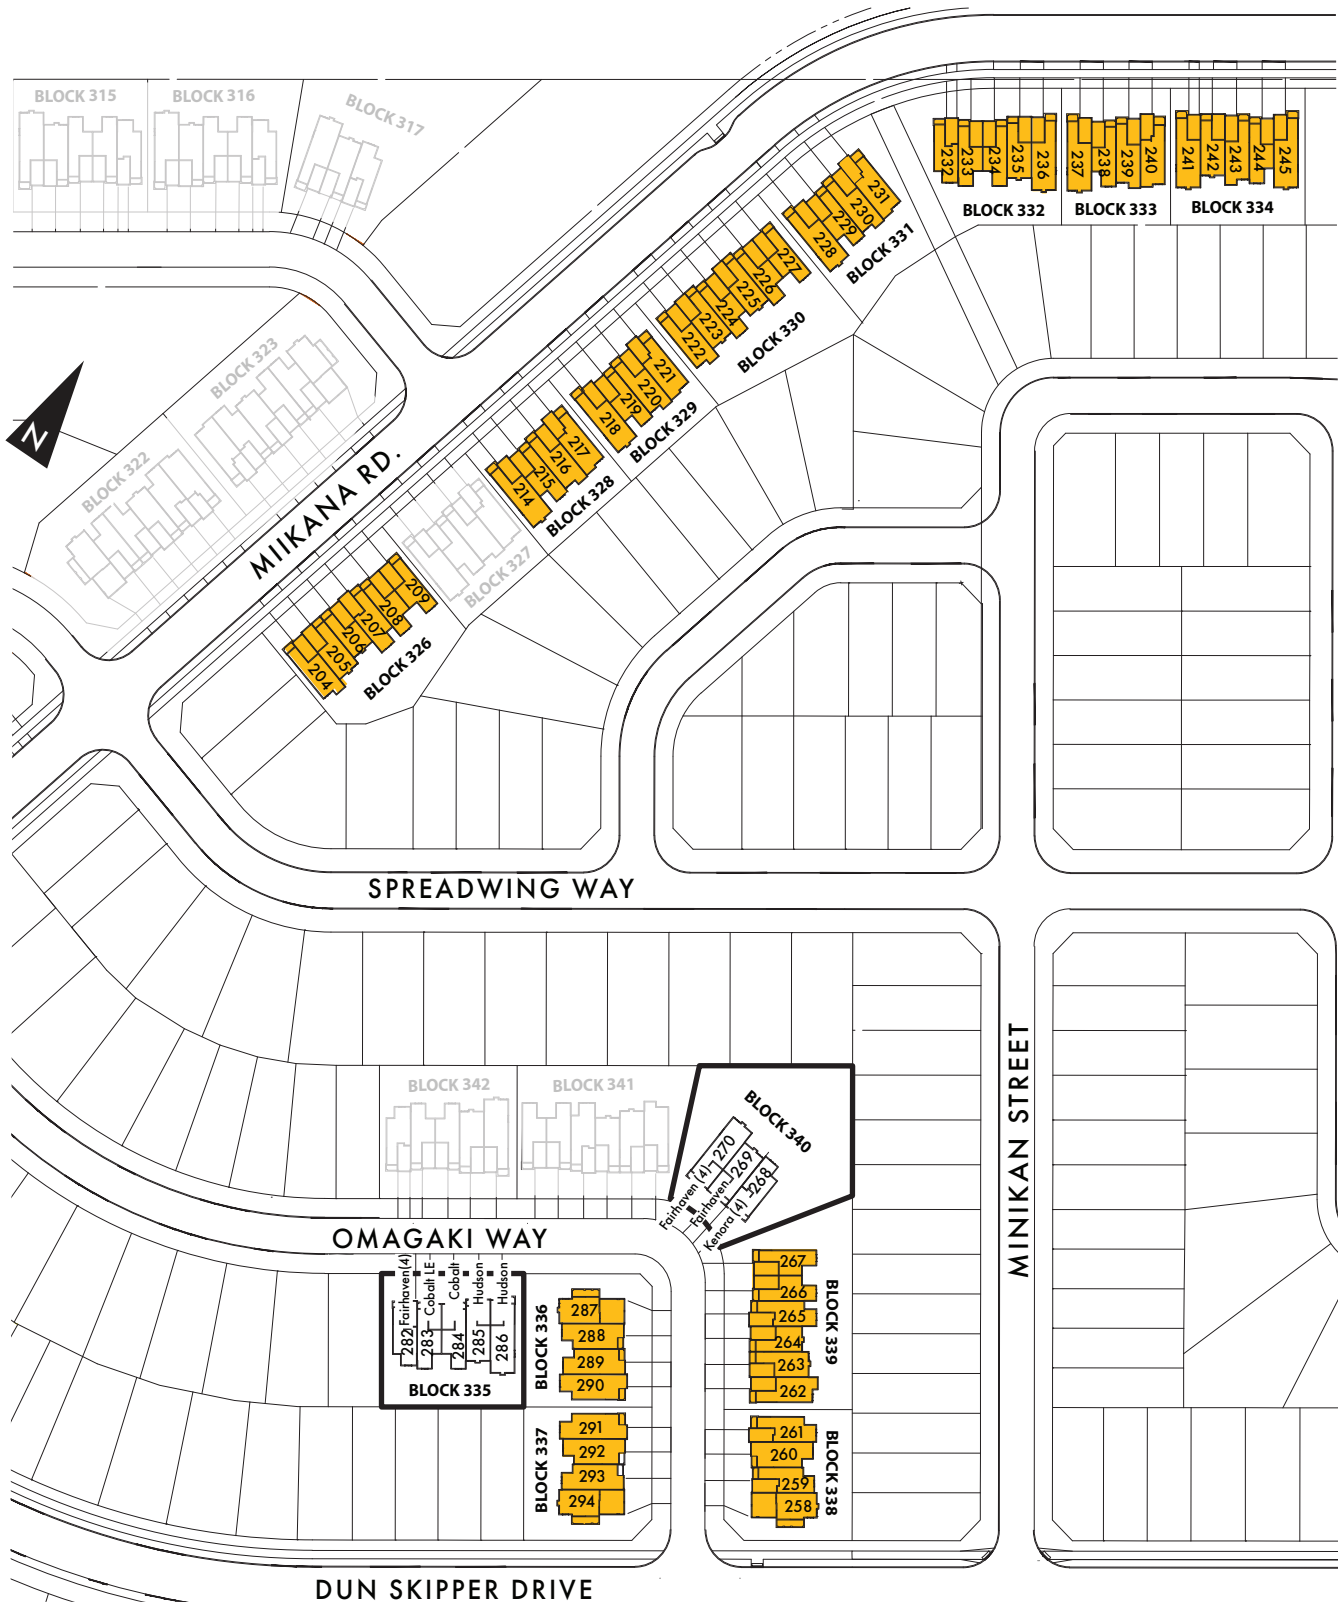 BLOCK 315
BLOCK 316
BLOCK 317
232
233
234
235
236
237
238
239
240
241
242
243
244
245
BLOCK 332
BLOCK 333
BLOCK 334
228
229
230
231
BLOCK 331
222
223
224
225
226
227
BLOCK 330
218
219
220
221
BLOCK 329
214
215
216
217
BLOCK 328
BLOCK 327
BLOCK 323
BLOCK 322
N
MIIKANA RD.
204
205
206
207
208
209
BLOCK 326
SPREADWING WAY
MINIKAN STREET
BLOCK 342
BLOCK 341
BLOCK 340
Fairhaven (4) 270
Fairhaven 269
Kenora (4) 268
OMAGAKI WAY
282 Fairhaven(4)
283 Cobalt LE
284 Cobalt
285 Hudson
286 Hudson
BLOCK 335
BLOCK 336
287
288
289
290
BLOCK 337
291
292
293
294
267
266
265
264
263
262
BLOCK 339
261
260
259
258
BLOCK 338
DUN SKIPPER DRIVE